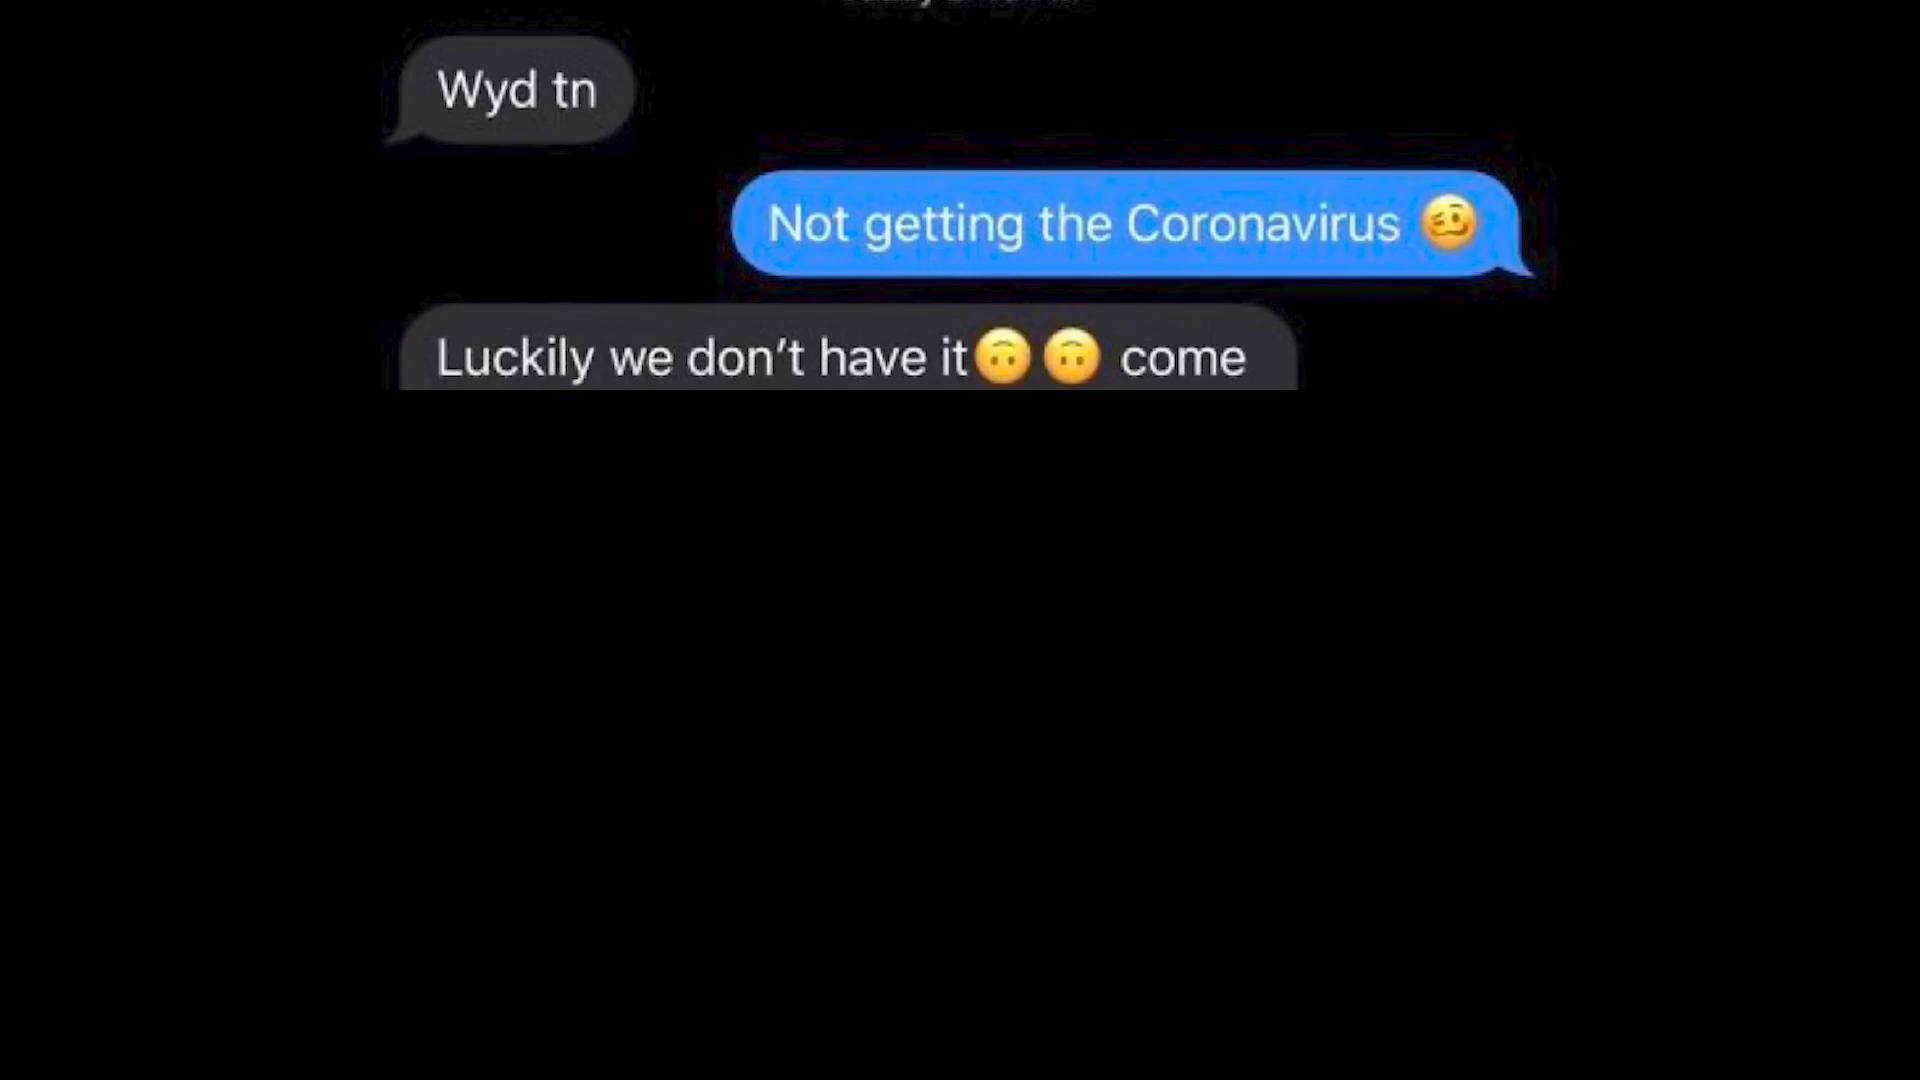 Wyd tn
Not getting the Coronavirus 🥴
Luckily we don't have it🙃🙃 come